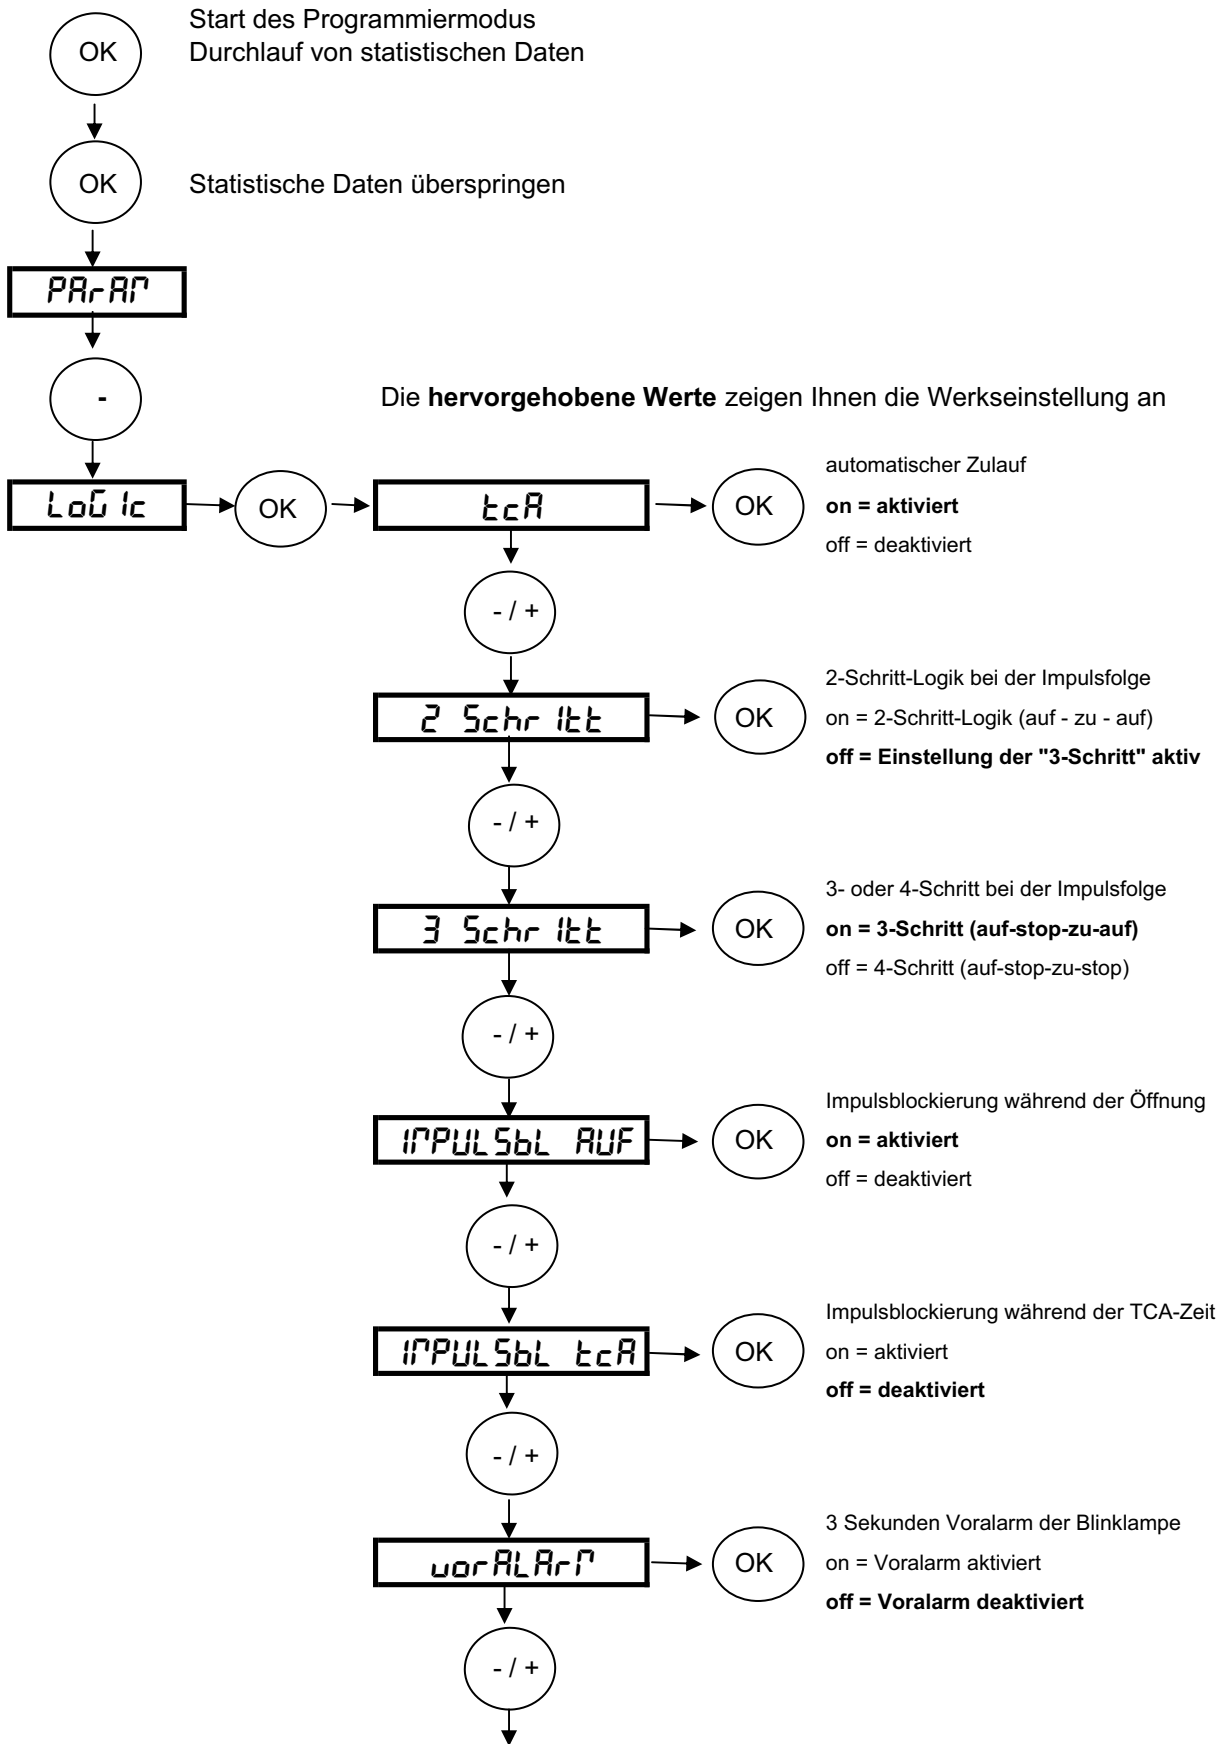 OK
Start des Programmiermodus
Durchlauf von statistischen Daten
OK
Statistische Daten überspringen
PArAM
-
Die hervorgehobene Werte zeigen Ihnen die Werkseinstellung an
LoGIc
OK
tcA
OK
automatischer Zulauf
on = aktiviert
off = deaktiviert
- / +
2 SchrItt
OK
2-Schritt-Logik bei der Impulsfolge
on = 2-Schritt-Logik (auf - zu - auf)
off = Einstellung der "3-Schritt" aktiv
- / +
3 SchrItt
OK
3- oder 4-Schritt bei der Impulsfolge
on = 3-Schritt (auf-stop-zu-auf)
off = 4-Schritt (auf-stop-zu-stop)
- / +
IMPULSbL AUF
OK
Impulsblockierung während der Öffnung
on = aktiviert
off = deaktiviert
- / +
IMPULSbL tcA
OK
Impulsblockierung während der TCA-Zeit
on = aktiviert
off = deaktiviert
- / +
vorALArM
OK
3 Sekunden Voralarm der Blinklampe
on = Voralarm aktiviert
off = Voralarm deaktiviert
- / +